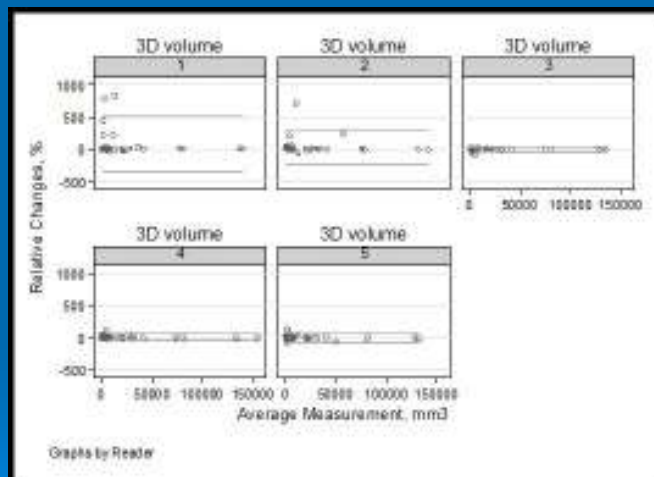 3D volume 3D volume 3D volume
1 2 3
1000
500
0
-500
0 50000 100000 150000
Relative Changes, %
3D volume 3D volume
4 5
1000
500
0
-500
0 50000 100000 150000 0 50000 100000 150000
Average Measurement, mm3
Graphs by Reader